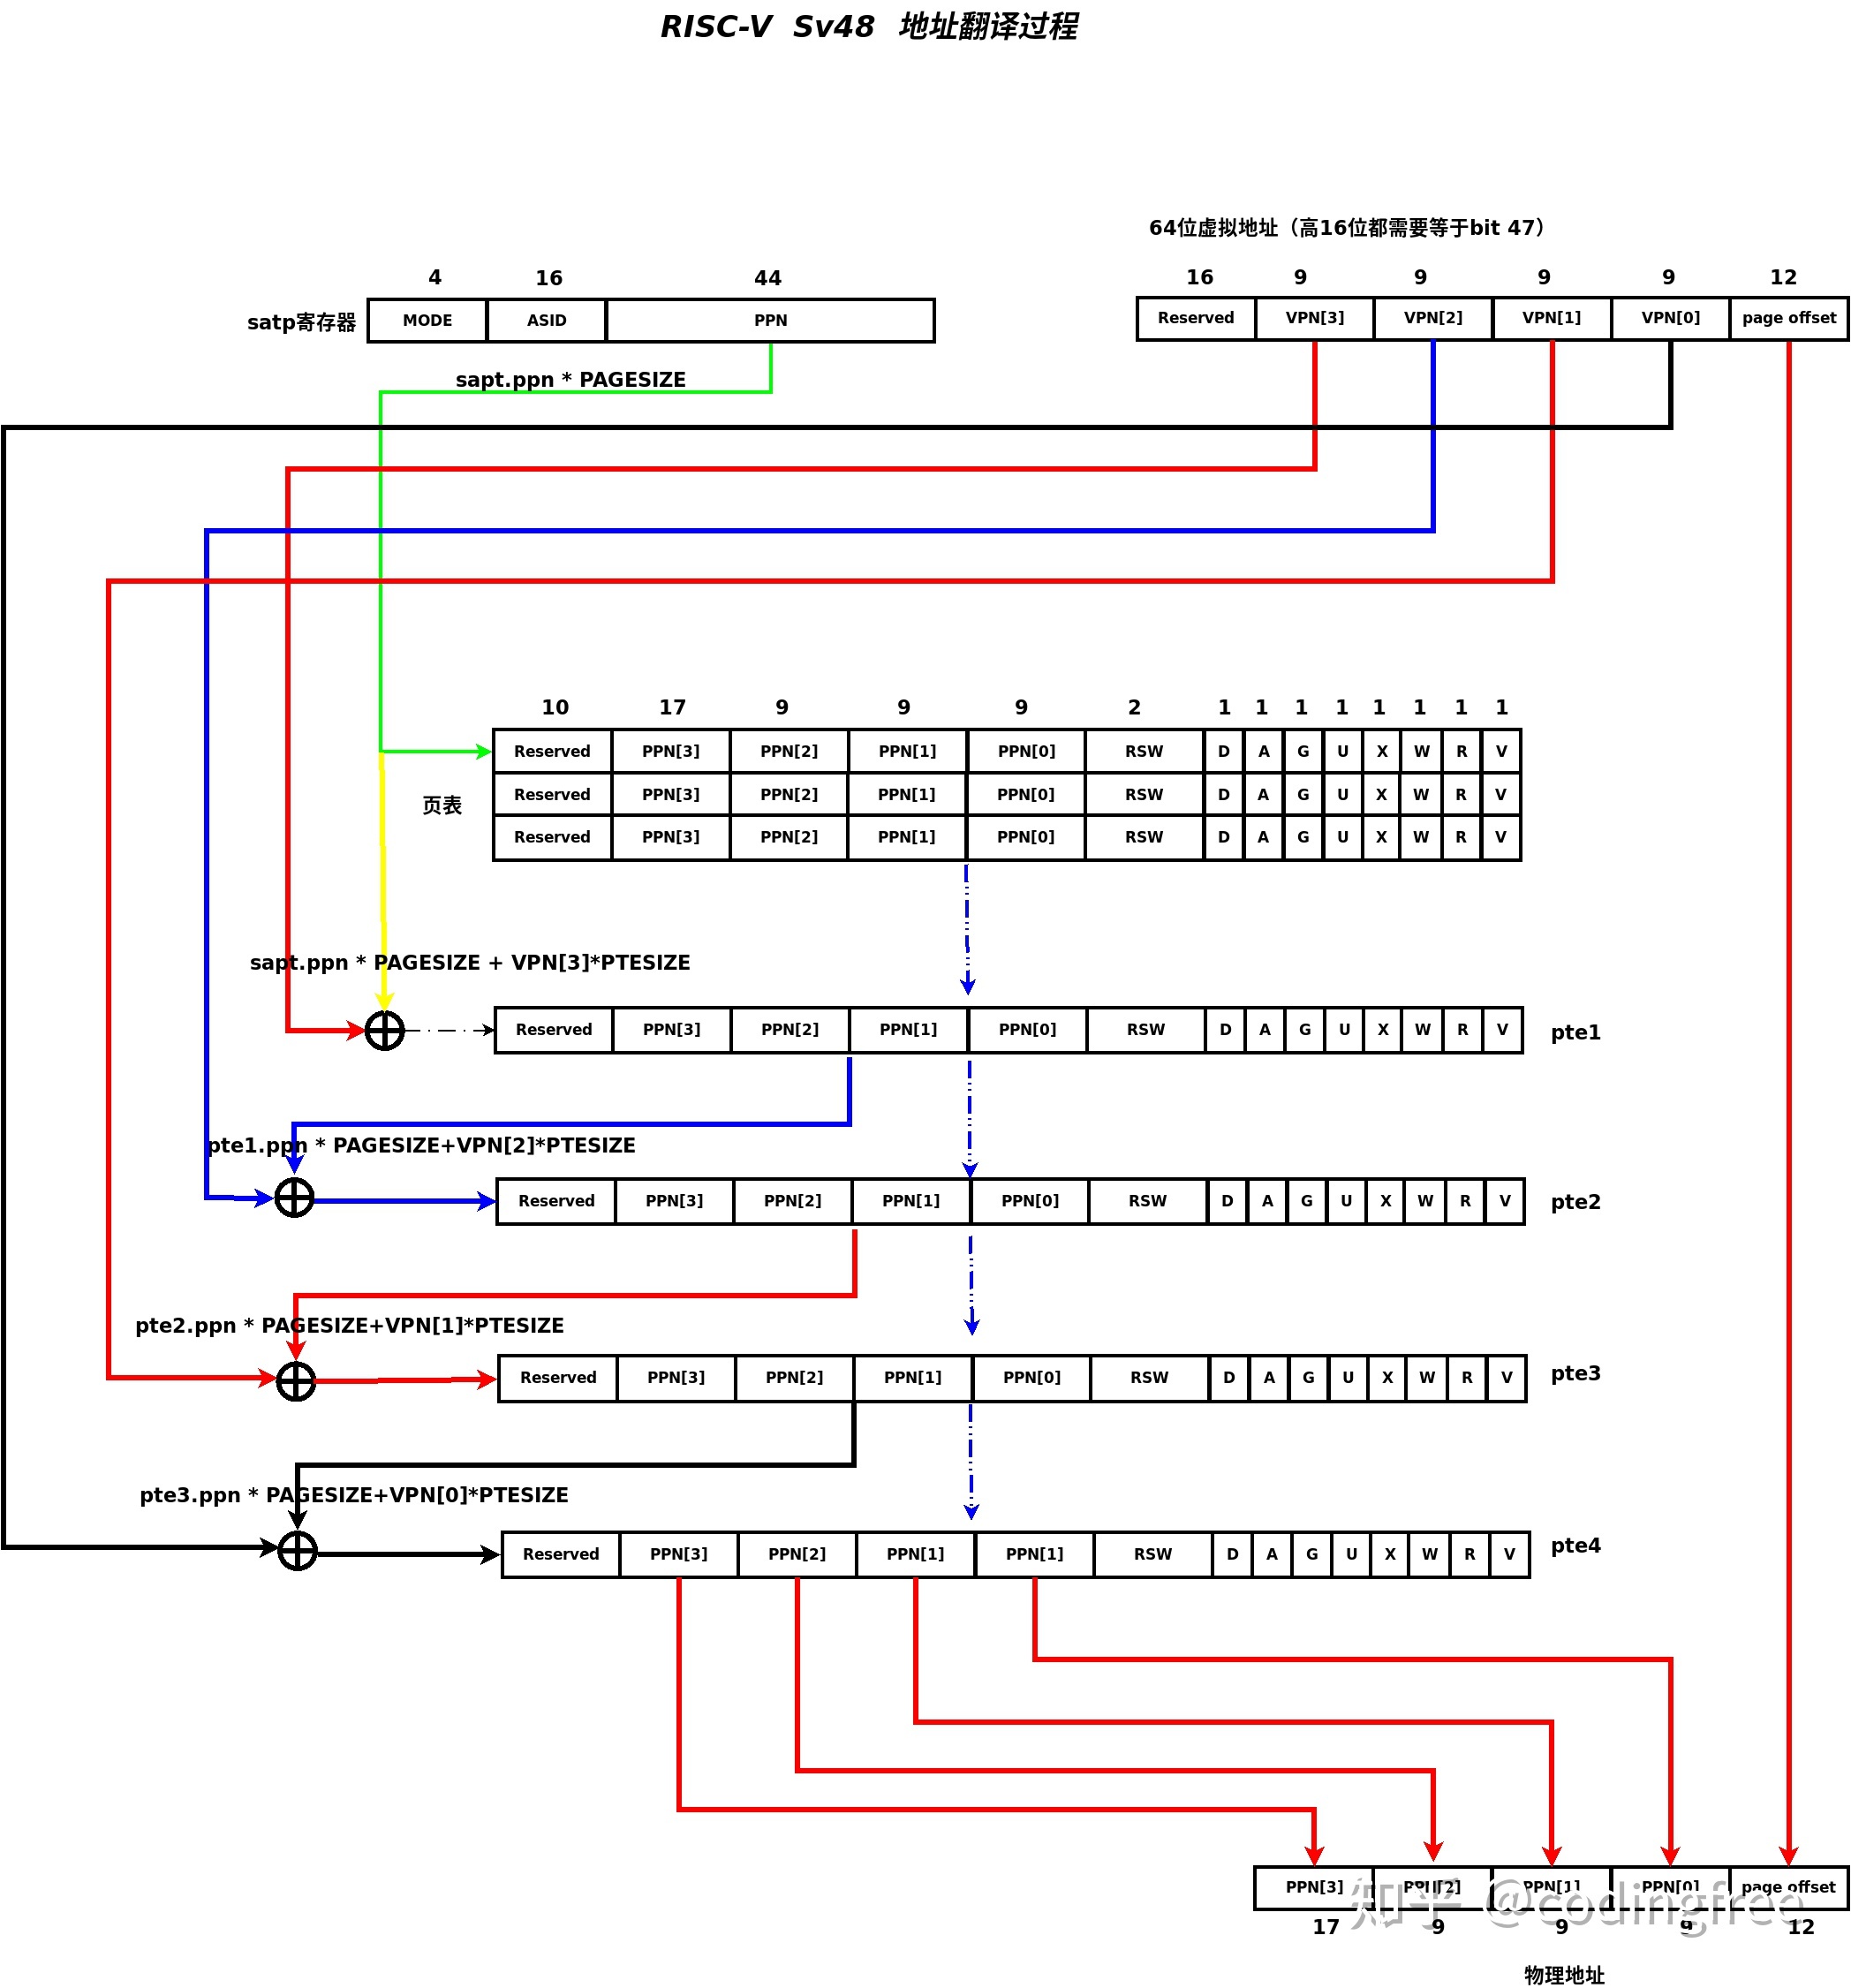 RISC-V Sv48 地址翻译过程
64位虚拟地址（高16位都需要等于bit 47）
4 16 44
16 9 9 9 9 12
satp寄存器 MODE ASID PPN
Reserved VPN[3] VPN[2] VPN[1] VPN[0] page offset
sapt.ppn * PAGESIZE
10 17 9 9 9 2 1 1 1 1 1 1 1 1
Reserved PPN[3] PPN[2] PPN[1] PPN[0] RSW D A G U X W R V
页表
Reserved PPN[3] PPN[2] PPN[1] PPN[0] RSW D A G U X W R V
Reserved PPN[3] PPN[2] PPN[1] PPN[0] RSW D A G U X W R V
sapt.ppn * PAGESIZE + VPN[3]*PTESIZE
Reserved PPN[3] PPN[2] PPN[1] PPN[0] RSW D A G U X W R V pte1
pte1.ppn * PAGESIZE+VPN[2]*PTESIZE
Reserved PPN[3] PPN[2] PPN[1] PPN[0] RSW D A G U X W R V pte2
pte2.ppn * PAGESIZE+VPN[1]*PTESIZE
Reserved PPN[3] PPN[2] PPN[1] PPN[0] RSW D A G U X W R V pte3
pte3.ppn * PAGESIZE+VPN[0]*PTESIZE
Reserved PPN[3] PPN[2] PPN[1] PPN[1] RSW D A G U X W R V pte4
PPN[3] PPN[2] PPN[1] PPN[0] page offset
知乎 @codingfree
17 9 9 9 12
物理地址